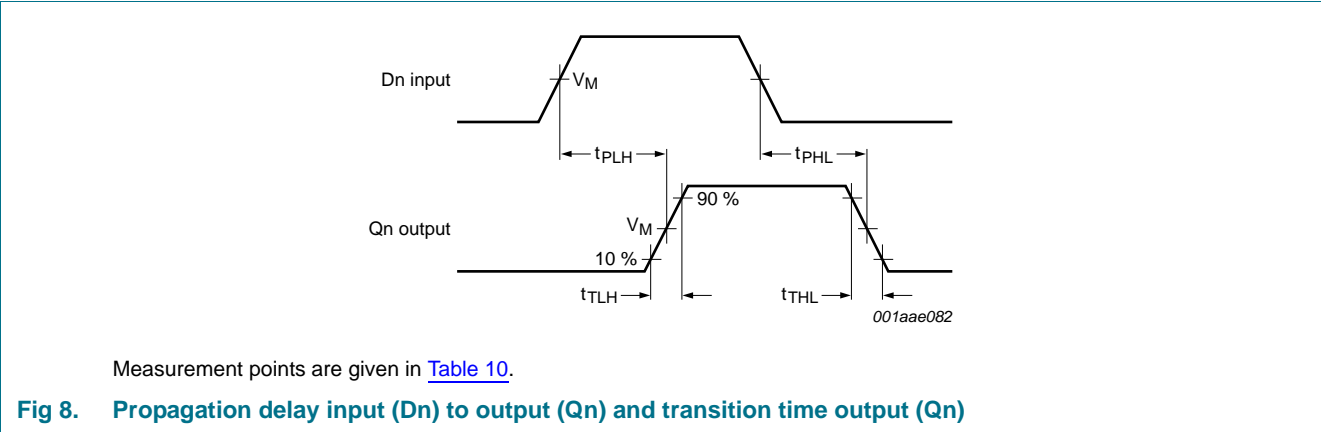 Dn input
VM
tPLH
tPHL
90 %
Qn output
VM
10 %
tTLH
tTHL
001aae082
Measurement points are given in Table 10.
Fig 8. Propagation delay input (Dn) to output (Qn) and transition time output (Qn)